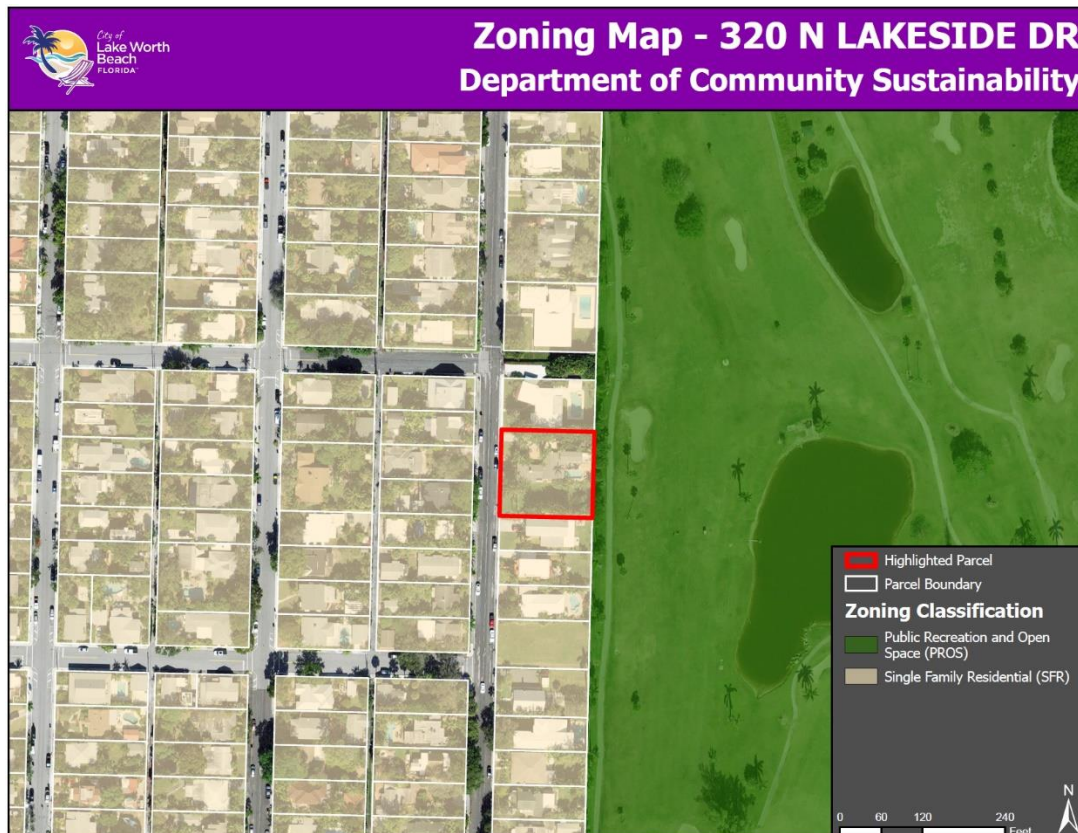 City of
Lake Worth
Beach
FLORIDA
Zoning Map - 320 N LAKESIDE DR
Department of Community Sustainability
Highlighted Parcel
Parcel Boundary
Zoning Classification
Public Recreation and Open
Space (PROS)
Single Family Residential (SFR)
N
0 60 120 240
Feet